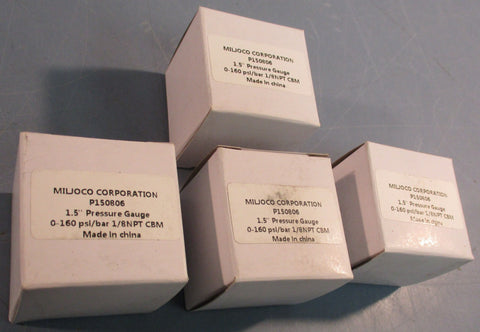 MILJOCO CORPORATION
P150806
1.5" Pressure Gauge
0-160 psi/bar 1/8NPT CBM
Made in china
MILJOCO CORPORATION
P150806
1.5'' Pressure Gauge
0-160 psi/bar 1/8NPT CBM
Made in china
MILJOCO CORPORATION
P150806
1.5" Pressure Gauge
0-160 psi/bar 1/8NPT CBM
Made in china
MILJOCO CORPORATION
P150806
1.5" Pressure Gauge
0-160 psi/bar 1/8NPT CBM
Made in china